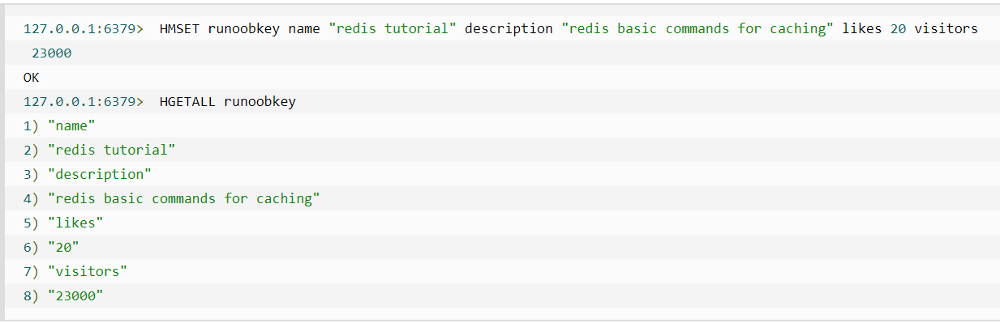 127.0.0.1:6379>  HMSET runoobkey name "redis tutorial" description "redis basic commands for caching" likes 20 visitors
23000
OK
127.0.0.1:6379>  HGETALL runoobkey
1) "name"
2) "redis tutorial"
3) "description"
4) "redis basic commands for caching"
5) "likes"
6) "20"
7) "visitors"
8) "23000"